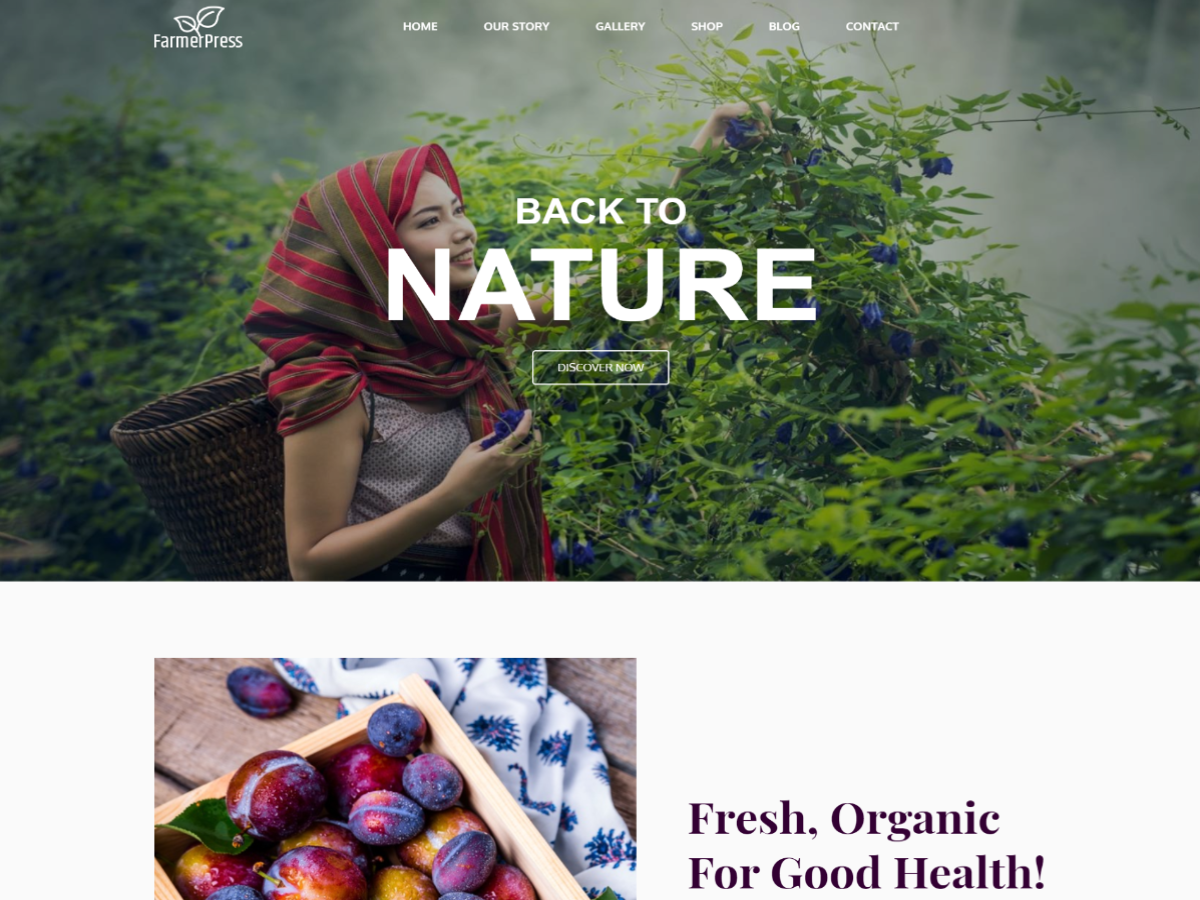 FarmerPress
HOME
OUR STORY
GALLERY
SHOP
BLOG
CONTACT
BACK TO
NATURE
DISCOVER NOW
Fresh, Organic
For Good Health!